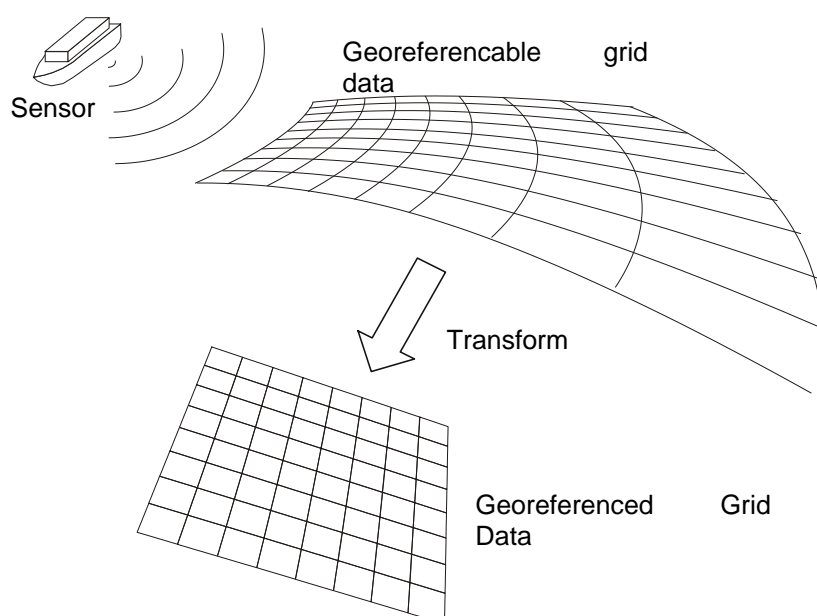 Georeferencable grid
data
Sensor
Transform
Georeferenced Grid
Data